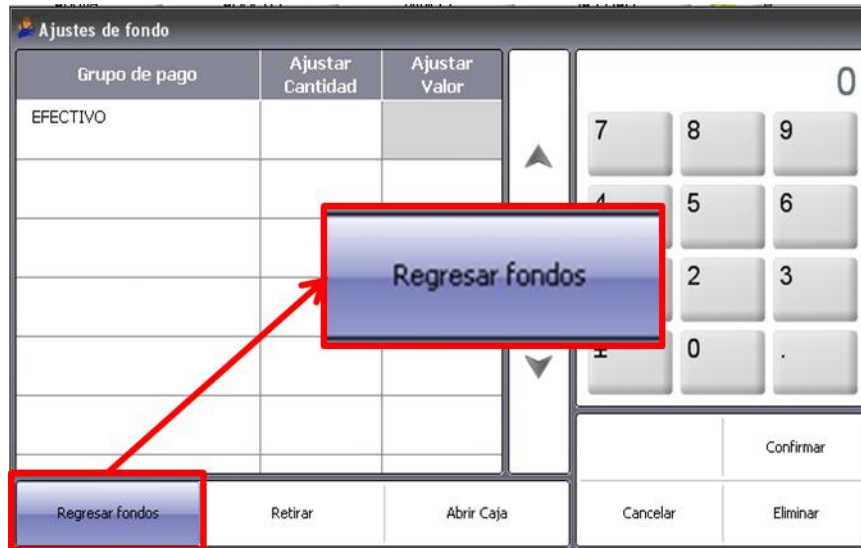 Ajustes de fondo
Grupo de pago
Ajustar
Cantidad
Ajustar
Valor
EFECTIVO
0
7 8 9
5 6
2 3
0 .
Regresar fondos
Confirmar
Regresar fondos Retirar Abrir Caja Cancelar Eliminar